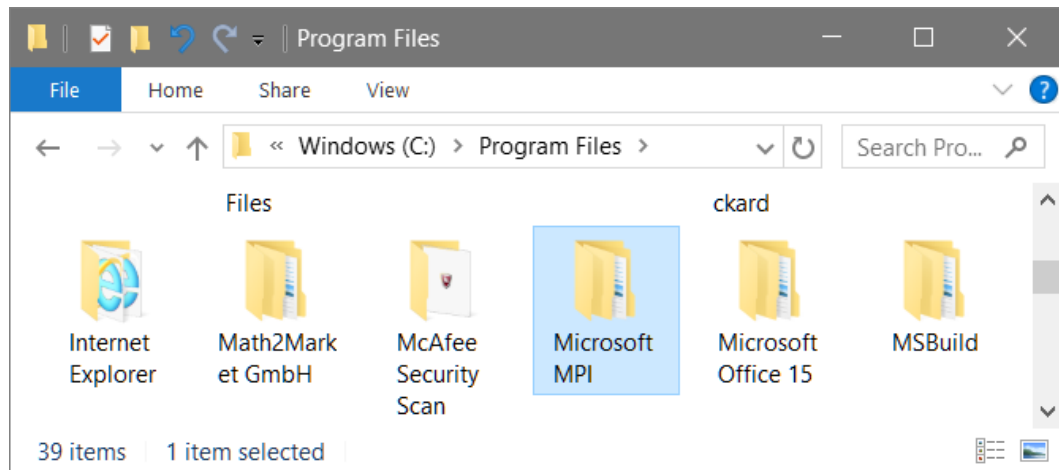 Program Files
File Home Share View
« Windows (C:) > Program Files > Search Pro...
Files ckard
Internet Explorer
Math2Mark
et GmbH
McAfee
Security
Scan
Microsoft
MPI
Microsoft
Office 15
MSBuild
39 items 1 item selected